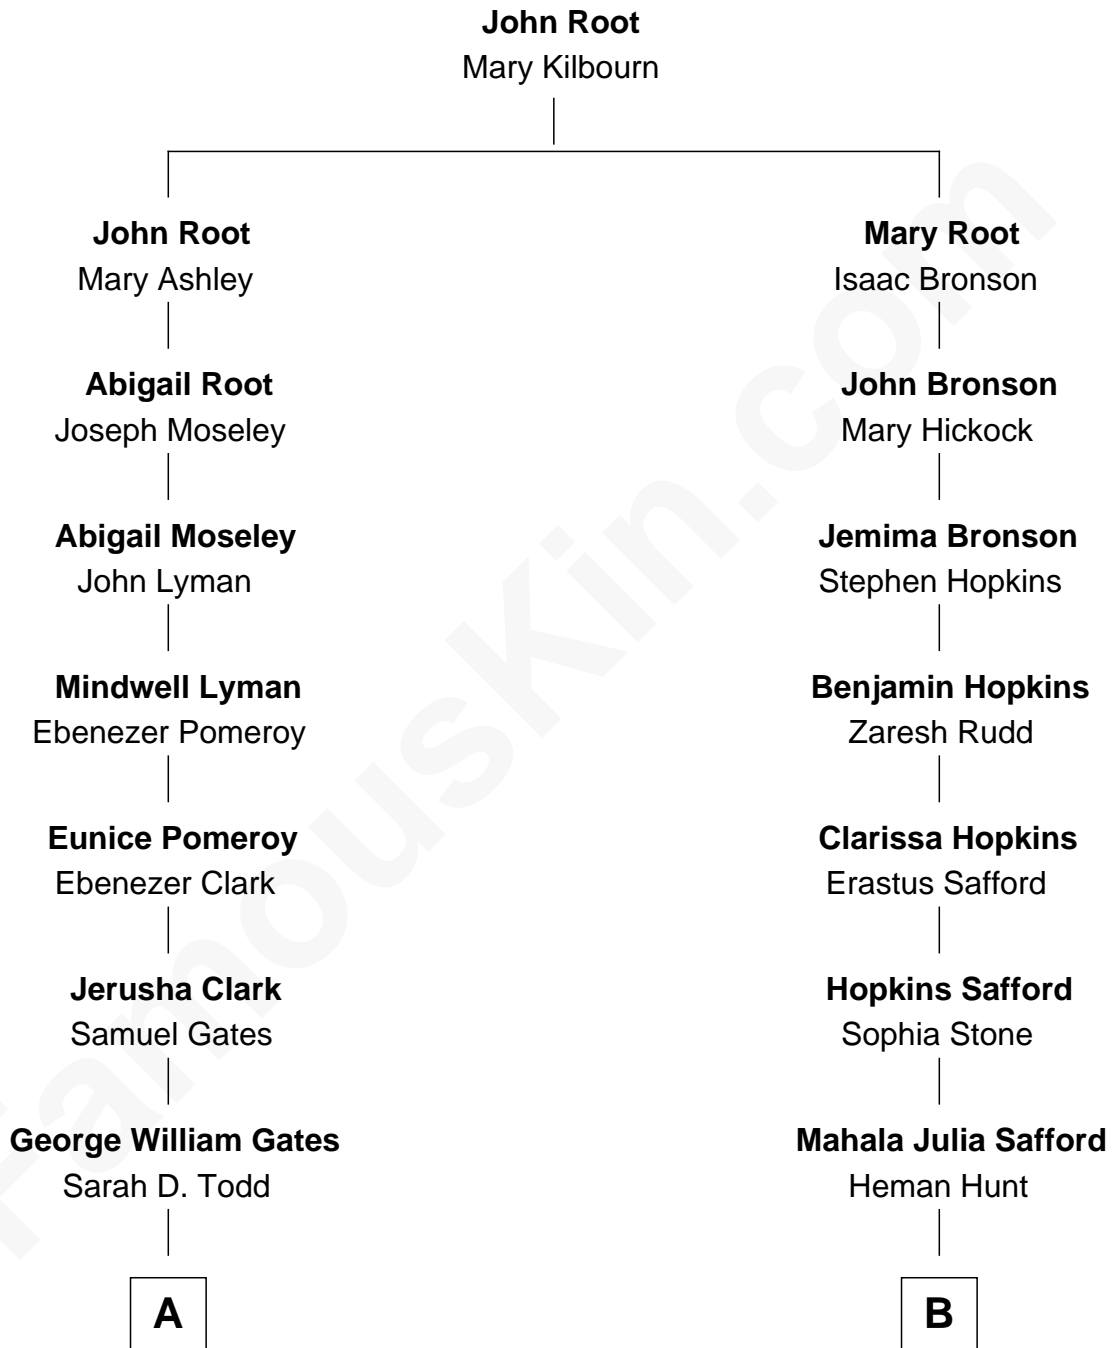 John Root
Mary Kilbourn
John Root
Mary Ashley
Mary Root
Isaac Bronson
Abigail Root
Joseph Moseley
John Bronson
Mary Hickock
Abigail Moseley
John Lyman
Jemima Bronson
Stephen Hopkins
Mindwell Lyman
Ebenezer Pomeroy
Benjamin Hopkins
Zaresh Rudd
Eunice Pomeroy
Ebenezer Clark
Clarissa Hopkins
Erastus Safford
Jerusha Clark
Samuel Gates
Hopkins Safford
Sophia Stone
George William Gates
Sarah D. Todd
Mahala Julia Safford
Heman Hunt
A
B
FamousKin.com